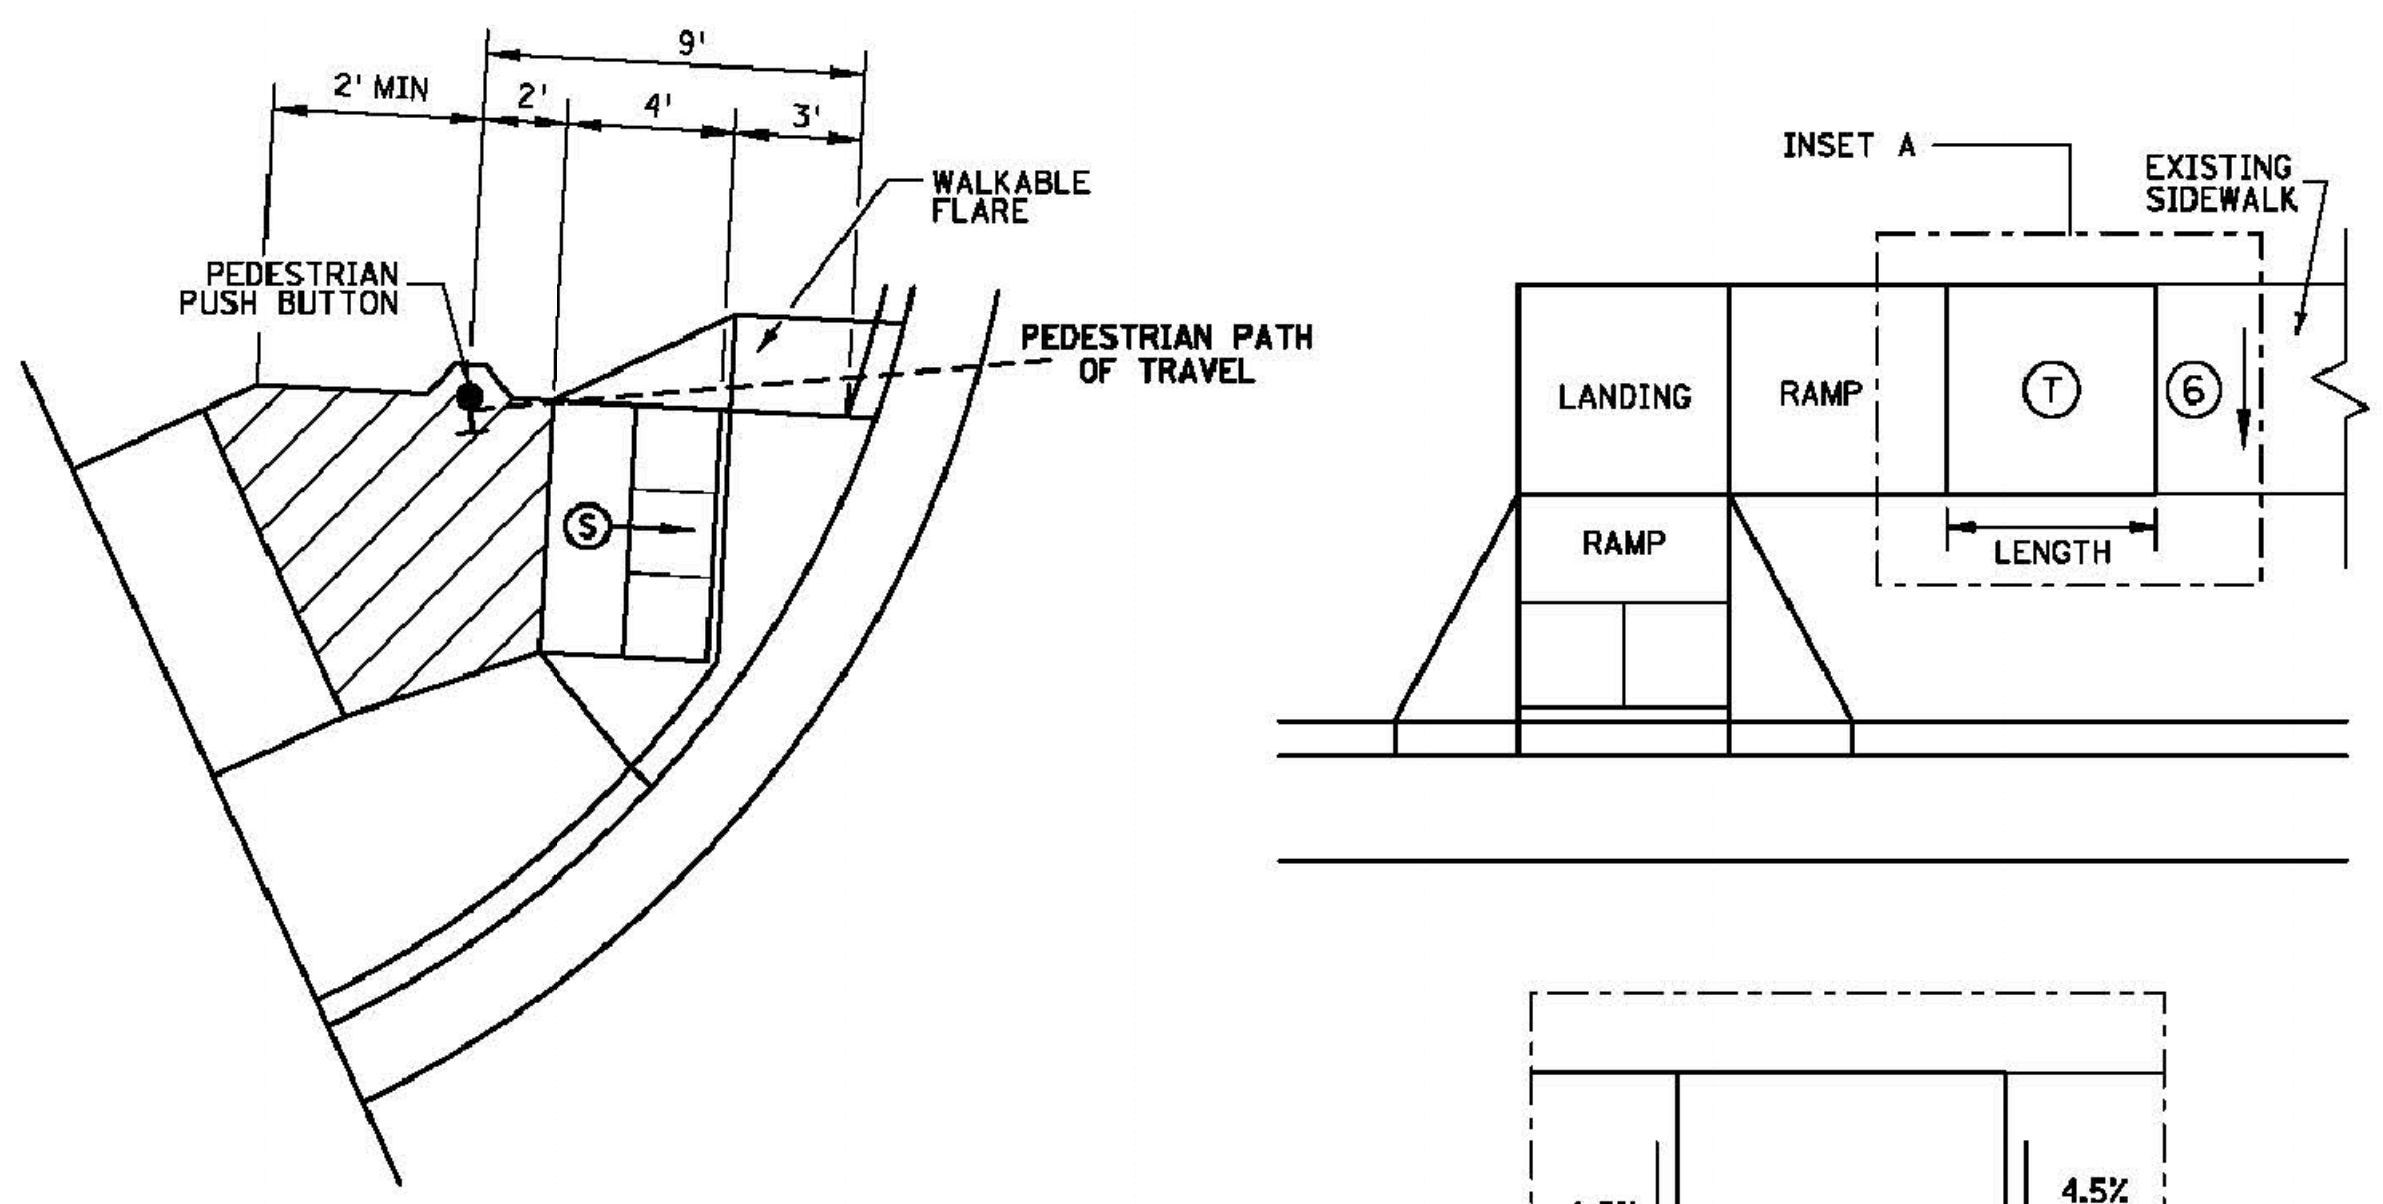 9'
2' MIN
2'
4'
3'
WALKABLE
FLARE
PEDESTRIAN
PUSH BUTTON
PEDESTRIAN PATH
OF TRAVEL
S
INSET A
EXISTING
SIDEWALK
LANDING
RAMP
T
6
RAMP
LENGTH
4.5%